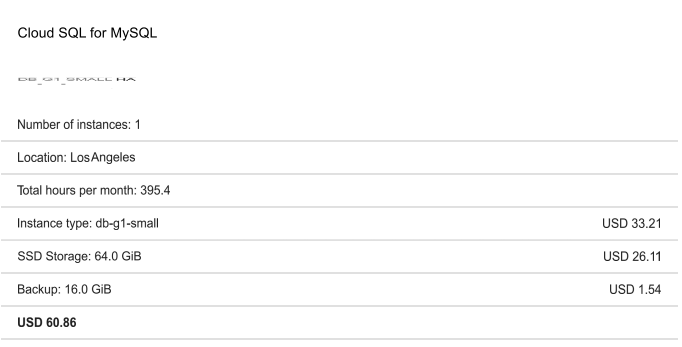 Cloud SQL for MySQL
DB_G1_SMALL HA
Number of instances: 1
Location: Los Angeles
Total hours per month: 395.4
Instance type: db-g1-small USD 33.21
SSD Storage: 64.0 GiB USD 26.11
Backup: 16.0 GiB USD 1.54
USD 60.86